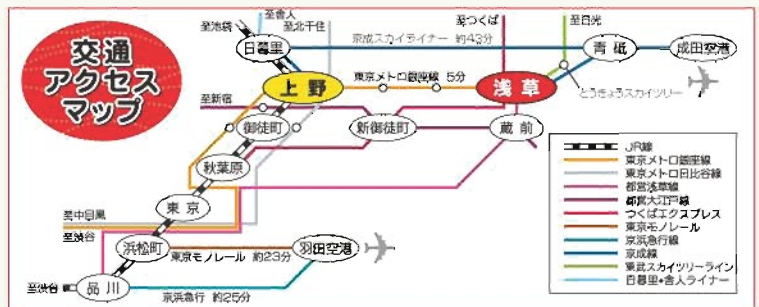 交通
アクセス
マップ
至池袋
至舎人
至北千住
至つくば
至日光
日暮里
京成スカイライナー 約43分
青砥
成田空港
上野
東京メトロ銀座線 5分
浅草
とうきょうスカイツリー
至新宿
御徒町
新御徒町
蔵前
秋葉原
東京
至中目黒
至渋谷
浜松町
東京モノレール 約23分
羽田空港
至渋谷
品川
京浜急行 約25分
JR線
東京メトロ銀座線
東京メトロ日比谷線
都営浅草線
都営大江戸線
つくばエクスプレス
東京モノレール
京浜急行線
京成線
東武スカイツリーライン
日暮里・舎人ライナー